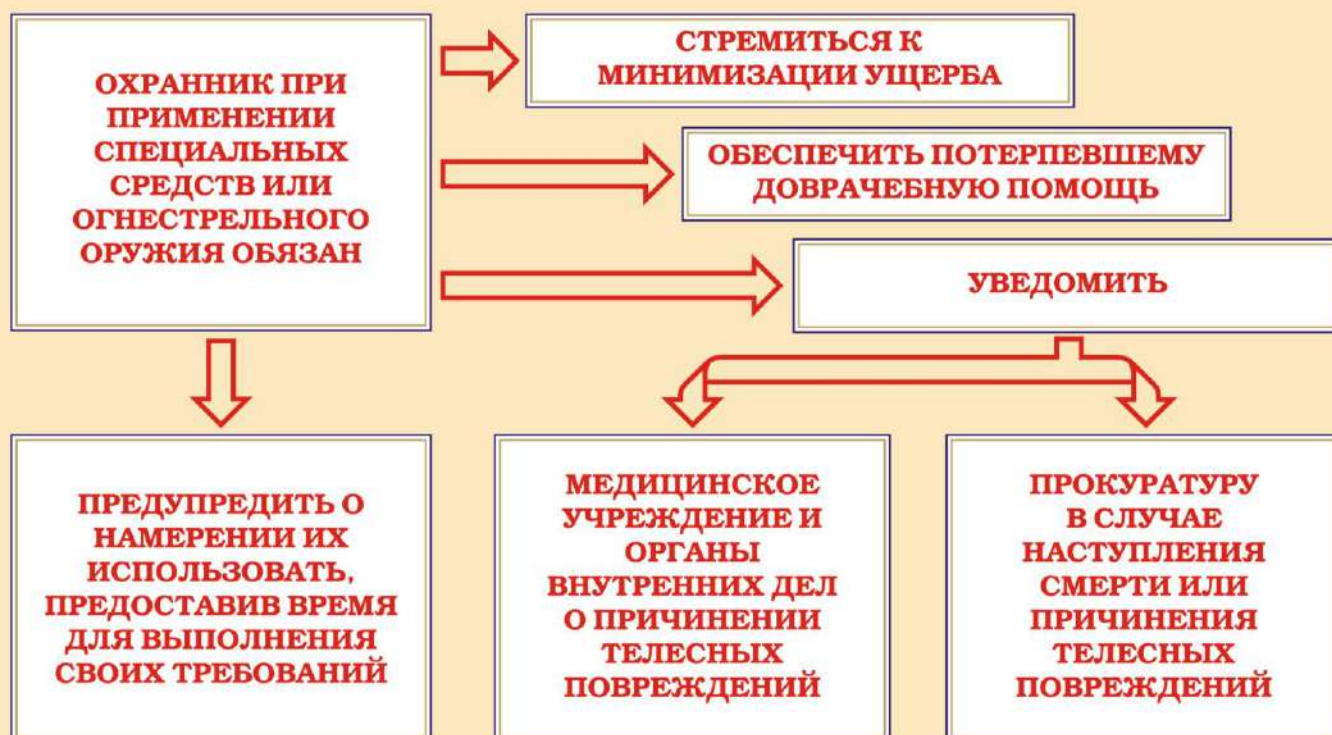 ОХРАННИК ПРИ
ПРИМЕНЕНИИ
СПЕЦИАЛЬНЫХ
СРЕДСТВ ИЛИ
ОГНЕСТРЕЛЬНОГО
ОРУЖИЯ ОБЯЗАН
СТРЕМИТЬСЯ К
МИНИМИЗАЦИИ УЩЕРБА
ОБЕСПЕЧИТЬ ПОТЕРПЕВШЕМУ
ДОВРАЧЕБНУЮ ПОМОЩЬ
УВЕДОМИТЬ
ПРЕДУПРЕДИТЬ О
НАМЕРЕНИИ ИХ
ИСПОЛЬЗОВАТЬ,
ПРЕДОСТАВИВ ВРЕМЯ
ДЛЯ ВЫПОЛНЕНИЯ
СВОИХ ТРЕБОВАНИЙ
МЕДИЦИНСКОЕ
УЧРЕЖДЕНИЕ И
ОРГАНЫ
ВНУТРЕННИХ ДЕЛ
О ПРИЧИНЕНИИ
ТЕЛЕСНЫХ
ПОВРЕЖДЕНИЙ
ПРОКУРАТУРУ
В СЛУЧАЕ
НАСТУПЛЕНИЯ
СМЕРТИ ИЛИ
ПРИЧИНЕНИЯ
ТЕЛЕСНЫХ
ПОВРЕЖДЕНИЙ